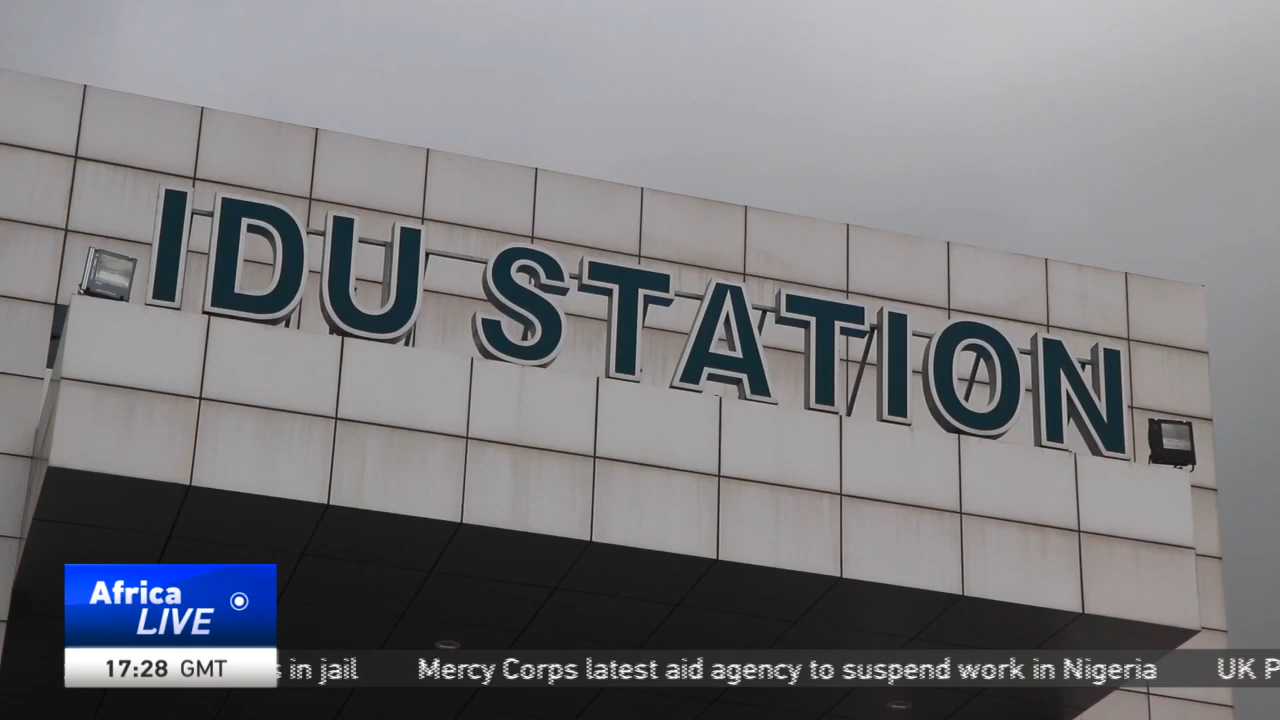 IDU STATION
Africa
LIVE
17:28 GMT
in jail Mercy Corps latest aid agency to suspend work in Nigeria UK